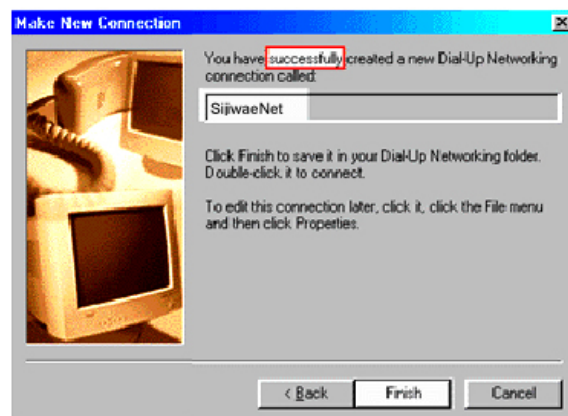 Make New Connection
You have successfully created a new Dial-Up Networking
connection called:
SijiwaeNet
Click Finish to save it in your Dial-Up Networking folder.
Double-click it to connect.
To edit this connection later, click it, click the File menu
and then click Properties.
< Back
Finish
Cancel